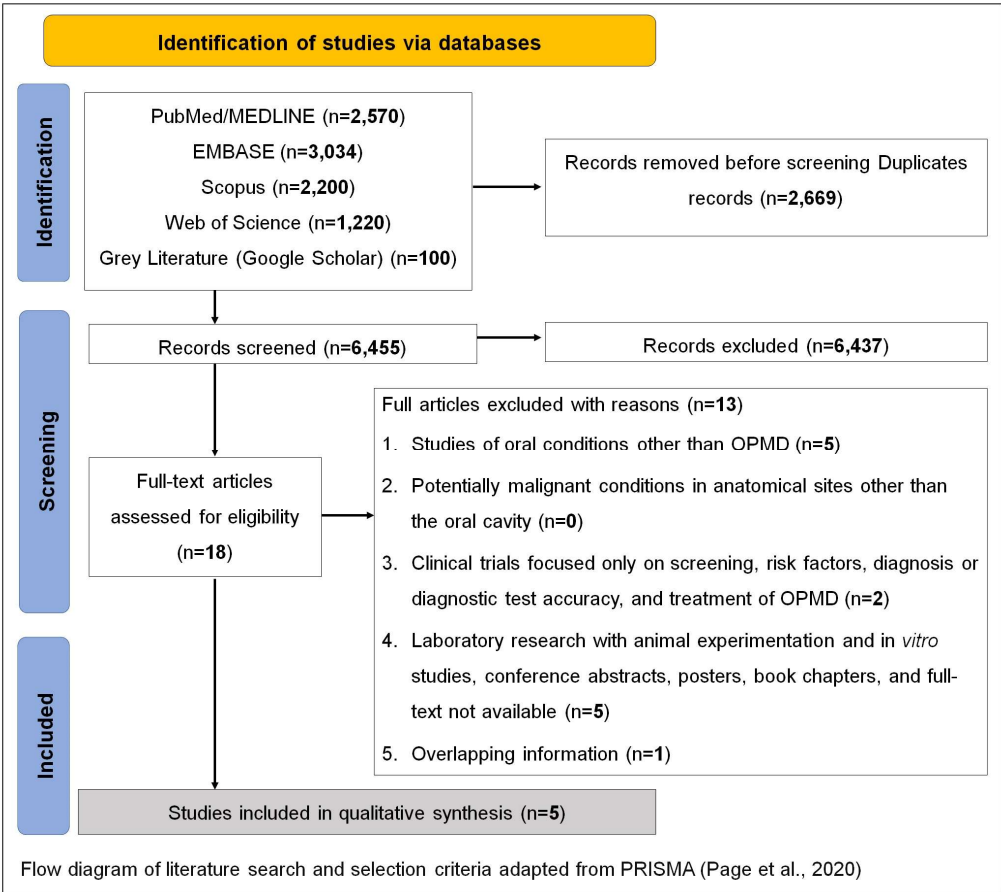 Identification of studies via databases
Identification
PubMed/MEDLINE (n=2,570)
EMBASE (n=3,034)
Scopus (n=2,200)
Web of Science (n=1,220)
Grey Literature (Google Scholar) (n=100)
Records removed before screening Duplicates
records (n=2,669)
Screening
Records screened (n=6,455)
Records excluded (n=6,437)
Full-text articles
assessed for eligibility
(n=18)
Full articles excluded with reasons (n=13)
1. Studies of oral conditions other than OPMD (n=5)
2. Potentially malignant conditions in anatomical sites other than
the oral cavity (n=0)
3. Clinical trials focused only on screening, risk factors, diagnosis or
diagnostic test accuracy, and treatment of OPMD (n=2)
4. Laboratory research with animal experimentation and in vitro
studies, conference abstracts, posters, book chapters, and full-
text not available (n=5)
5. Overlapping information (n=1)
Included
Studies included in qualitative synthesis (n=5)
Flow diagram of literature search and selection criteria adapted from PRISMA (Page et al., 2020)